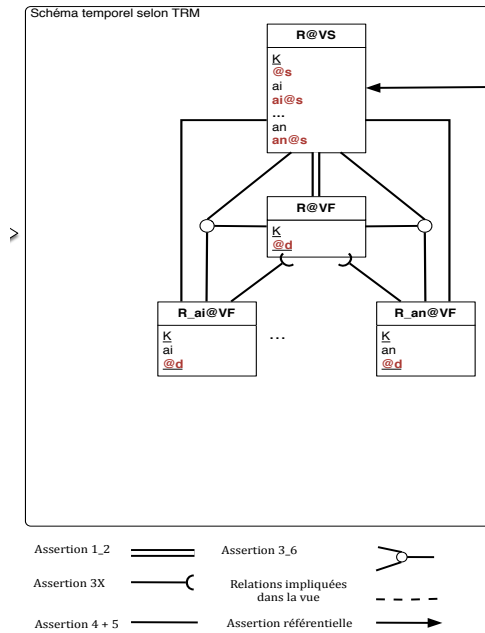 Schéma temporel selon TRM
R@VS
K
@s
ai
ai@s
...
an
an@s
R@VF
K
@d
R_ai@VF
K
ai
@d
...
R_an@VF
K
an
@d
Assertion 1_2
Assertion 3_6
Assertion 3X
Relations impliquées
dans la vue
Assertion 4 + 5
Assertion référentielle